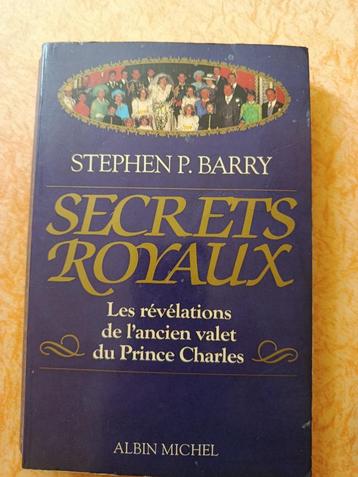 STEPHEN P. BARRY
SECRETS
ROYAUX
Les révélations
de l'ancien valet
du Prince Charles
ALBIN MICHEL